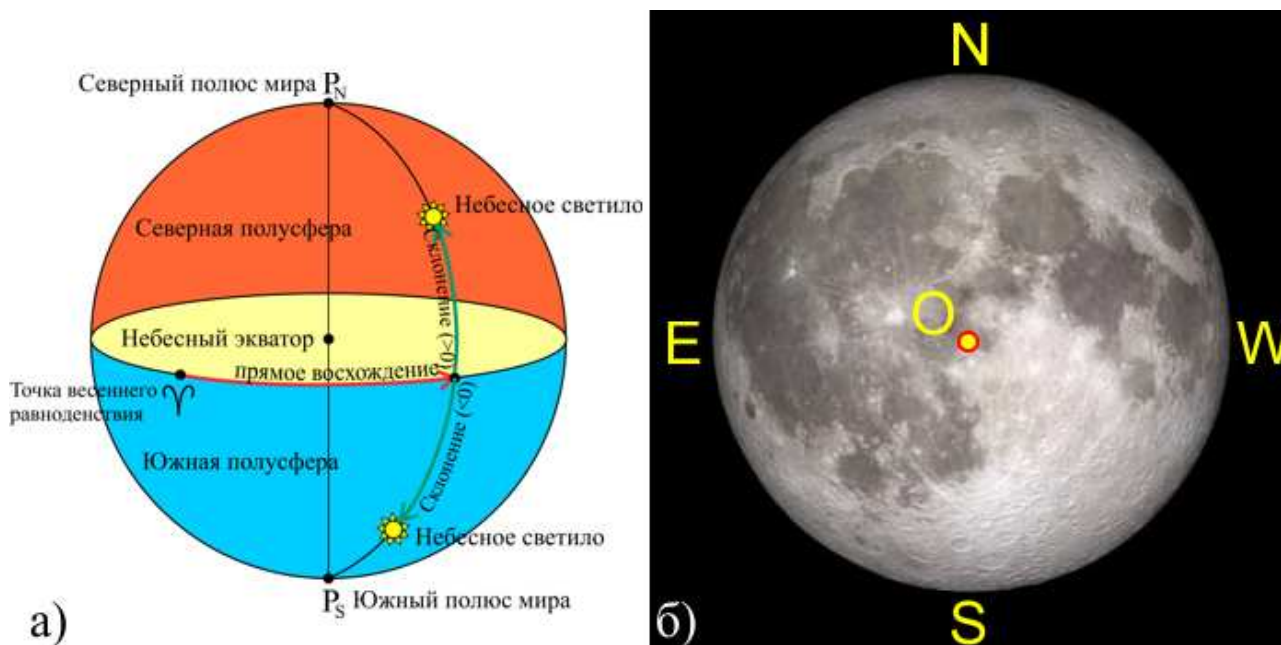 Северный полюс мира P_N
Небесное светило
Северная полусфера
Склонение (>0)
Небесный экватор
прямое восхождение
Точка весеннего
равноденствия ♈
Склонение (<0)
Южная полусфера
Небесное светило
P_S Южный полюс мира
а)
N
O
E
W
S
б)